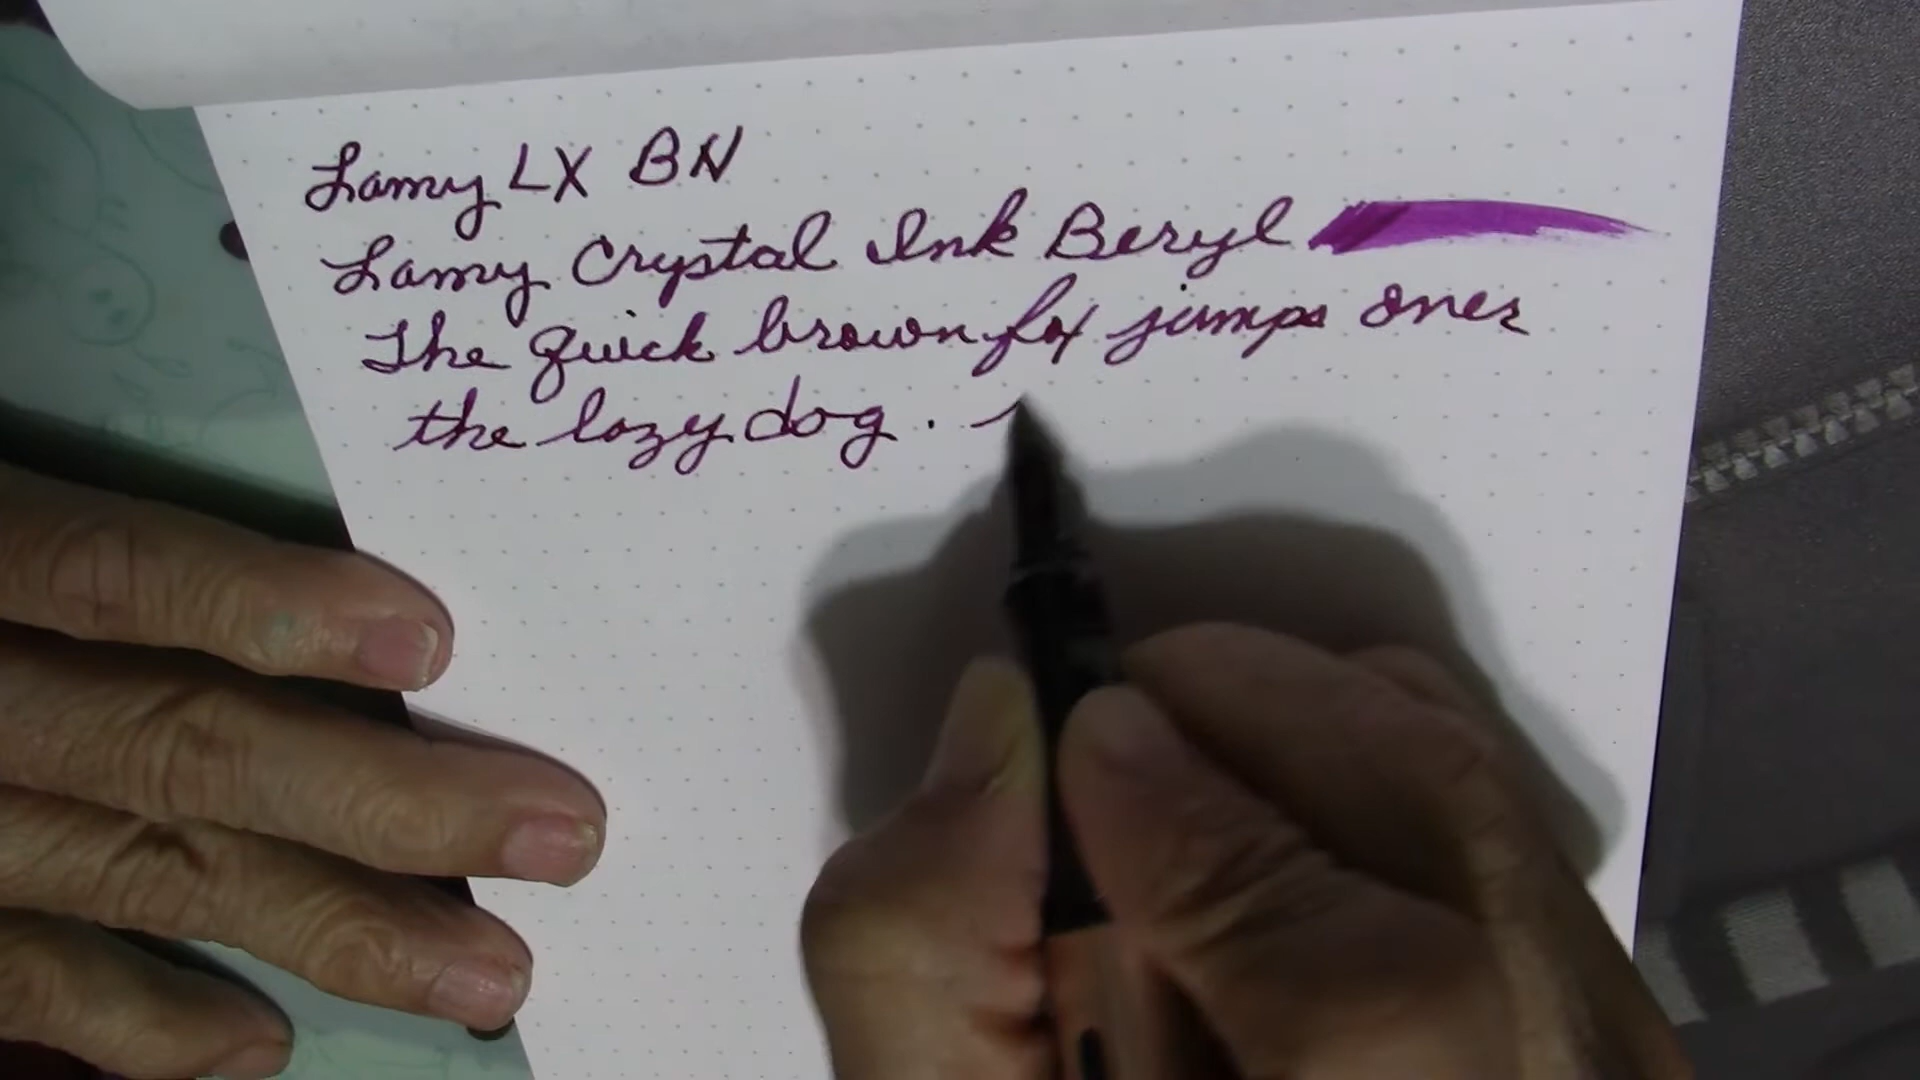 Lamy LX BN
Lamy Crystal Ink Beryl
The quick brown fox jumps over
the lazy dog.